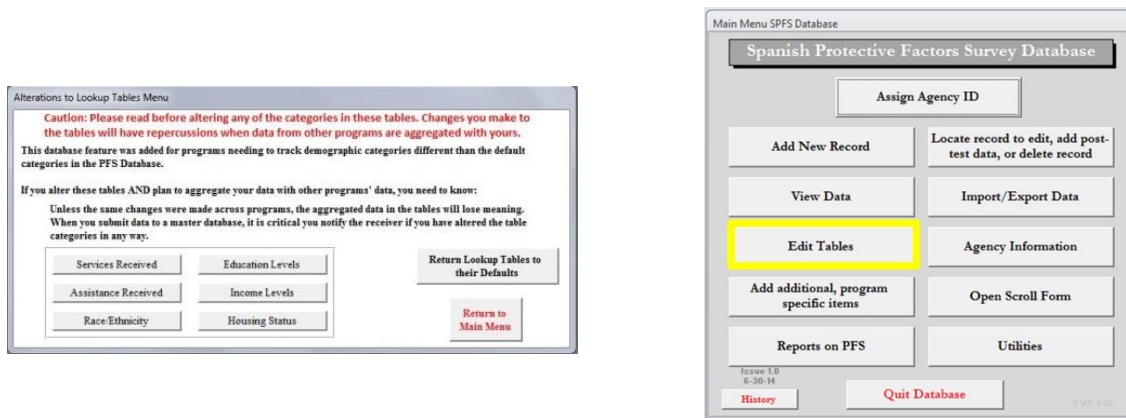 Alterations to Lookup Tables Menu
Caution: Please read before altering any of the categories in these tables. Changes you make to
the tables will have repercussions when data from other programs are aggregated with yours.
This database feature was added for programs needing to track demographic categories different than the default
categories in the PFS Database.
If you alter these tables AND plan to aggregate your data with other programs' data, you need to know:
Unless the same changes were made across programs, the aggregated data in the tables will lose meaning.
When you submit data to a master database, it is critical you notify the receiver if you have altered the table
categories in any way.
Services Received
Education Levels
Assistance Received
Income Levels
Race/Ethnicity
Housing Status
Return Lookup Tables to
their Defaults
Return to
Main Menu
Main Menu SPFS Database
Spanish Protective Factors Survey Database
Assign Agency ID
Add New Record
Locate record to edit, add post-
test data, or delete record
View Data
Import/Export Data
Edit Tables
Agency Information
Add additional, program
specific items
Open Scroll Form
Reports on PFS
Utilities
Issue 1.0
6-30-14
History
Quit Database